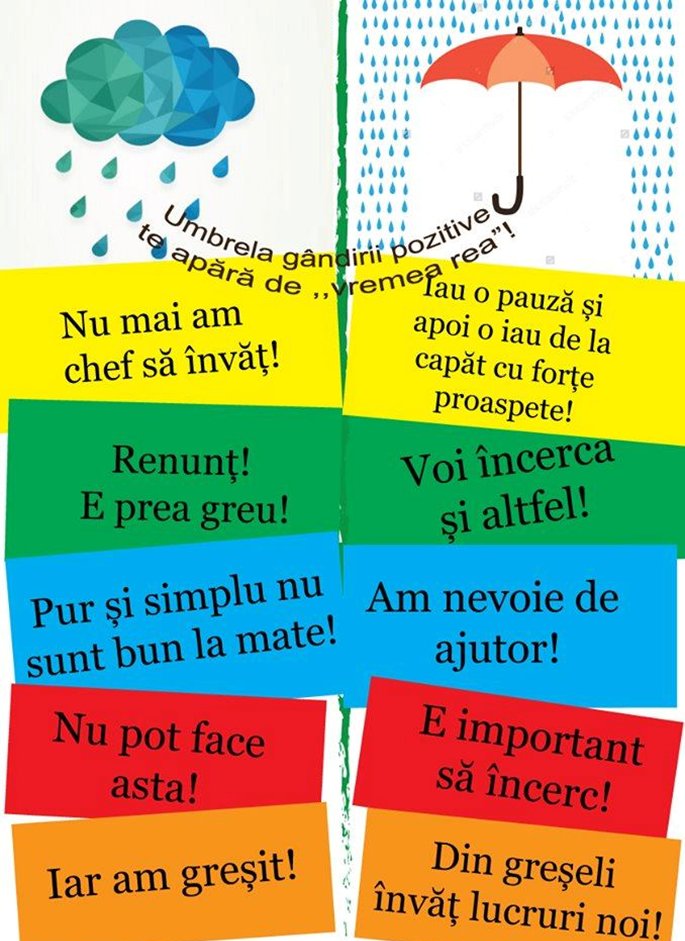 Umbrela gândirii pozitive
te apără de ,,vremea rea”!
Nu mai am
chef să învăț!
Iau o pauză și
apoi o iau de la
capăt cu forțe
proaspete!
Renunț!
E prea greu!
Voi încerca
și altfel!
Pur și simplu nu
sunt bun la mate!
Am nevoie de
ajutor!
Nu pot face
asta!
E important
să încerc!
Iar am greșit!
Din greșeli
învăț lucruri noi!